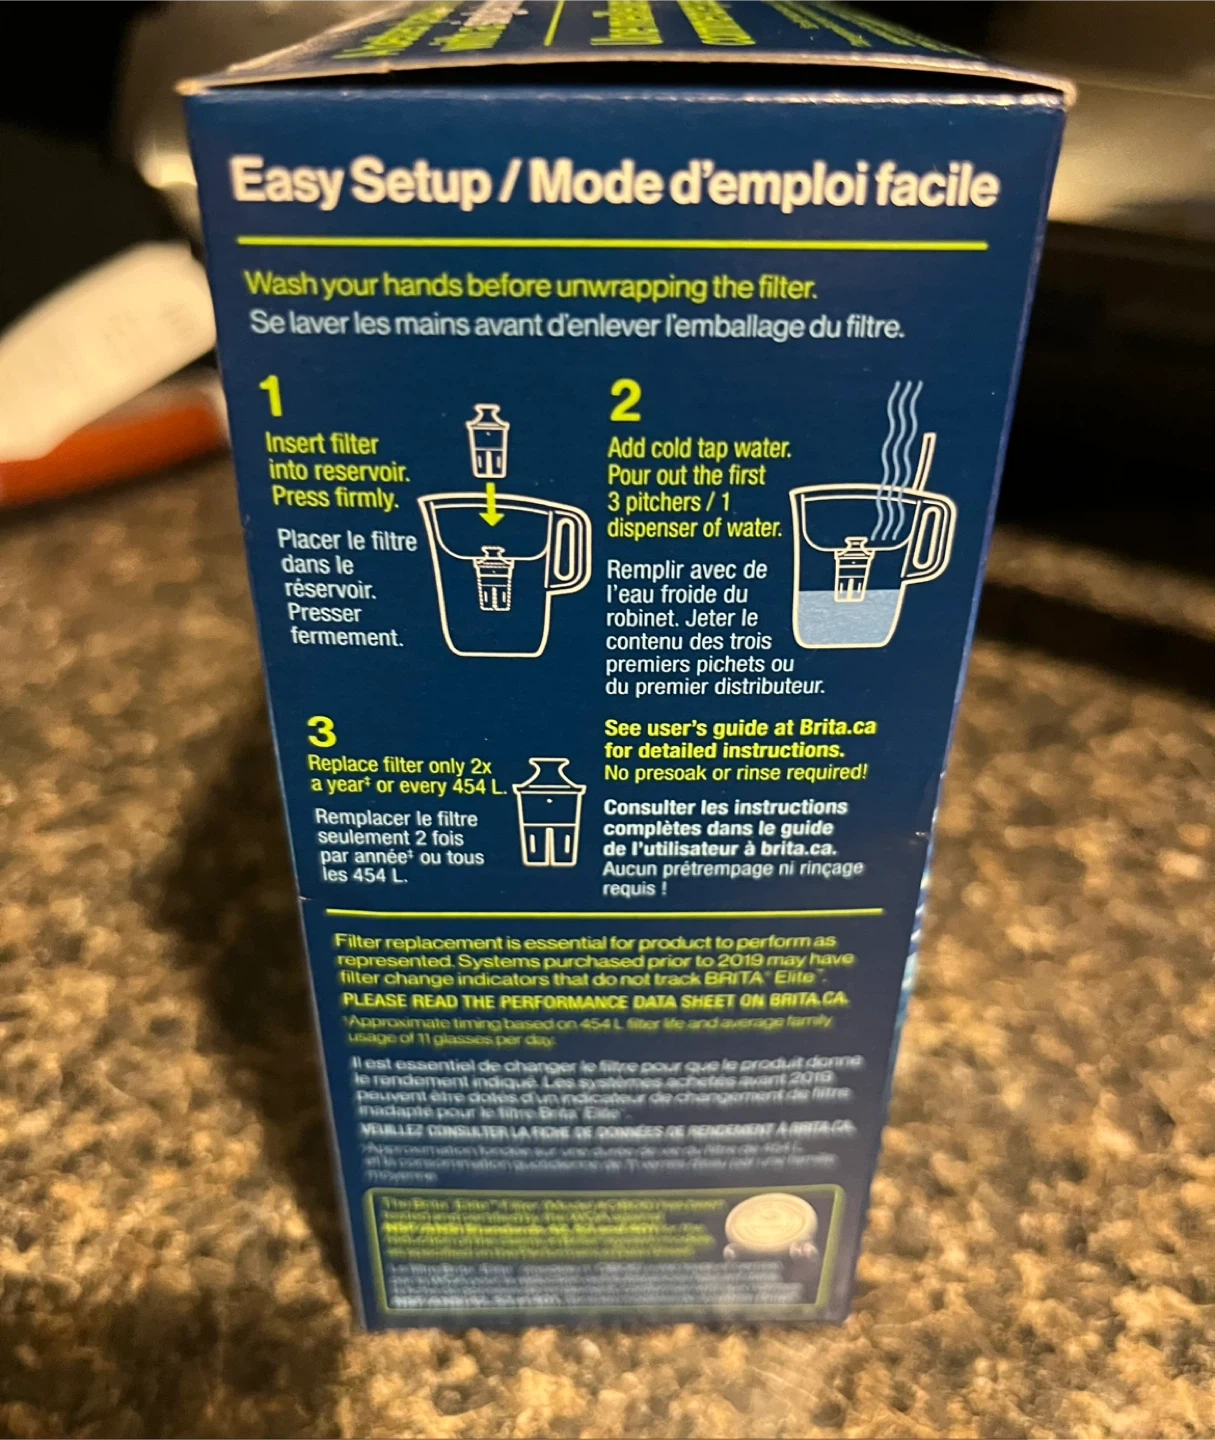 Easy Setup / Mode d'emploi facile
Wash your hands before unwrapping the filter.
Se laver les mains avant d'enlever l'emballage du filtre.
1
Insert filter
into reservoir.
Press firmly.
Placer le filtre
dans le
réservoir.
Presser
fermement.
2
Add cold tap water.
Pour out the first
3 pitchers / 1
dispenser of water.
Remplir avec de
l'eau froide du
robinet. Jeter le
contenu des trois
premiers pichets ou
du premier distributeur.
3
Replace filter only 2x
a year‡ or every 454 L.
Remplacer le filtre
seulement 2 fois
par année‡ ou tous
les 454 L.
See user's guide at Brita.ca
for detailed instructions.
No presoak or rinse required!
Consulter les instructions
complètes dans le guide
de l'utilisateur à brita.ca.
Aucun prétrempage ni rinçage
requis !
Filter replacement is essential for product to perform as
represented. Systems purchased prior to 2019 may have
filter change indicators that do not track BRITA® Elite™.
PLEASE READ THE PERFORMANCE DATA SHEET ON BRITA.CA.
‡Approximate timing based on 454 L filter life and average family
usage of 11 glasses per day.
Il est essentiel de changer le filtre pour que le produit donne
le rendement indiqué. Les systèmes achetés avant 2019
peuvent être dotés d'un indicateur de changement de filtre
inadapté pour le filtre Brita® Elite™.
VEUILLEZ CONSULTER LA FICHE DE DONNÉES DE RENDEMENT À BRITA.CA.